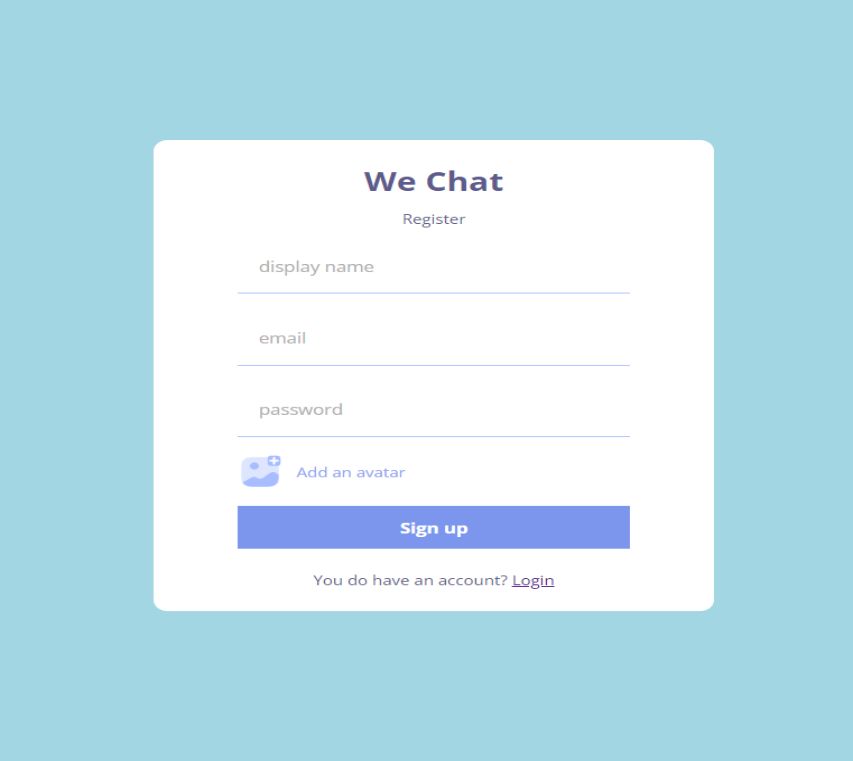 We Chat
Register
display name
email
password
Add an avatar
Sign up
You do have an account? Login